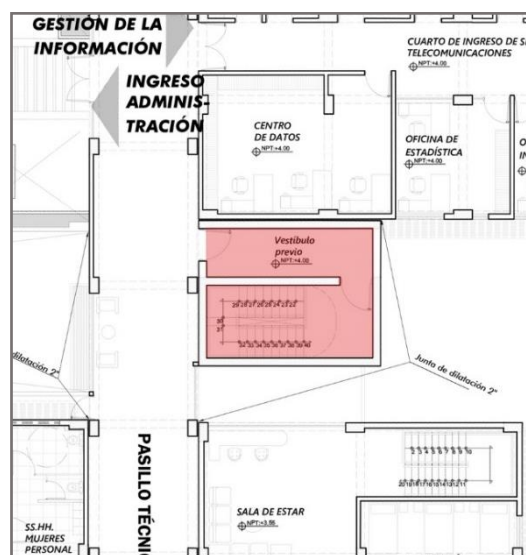 GESTIÓN DE LA
INFORMACIÓN
INGRESO
ADMINIS-
TRACIÓN
CUARTO DE INGRESO DE
TELECOMUNICACIONES
NPT:+4.00
CENTRO
DE DATOS
NPT:+4.00
OFICINA DE
ESTADÍSTICA
NPT:+4.00
Vestíbulo
previo
NPT:+4.00
dilatación 2"
Junta de dilatación 2"
PASILLO TÉCNI
SALA DE ESTAR
NPT:+3.55
SS.HH.
MUJERES
PERSONAL